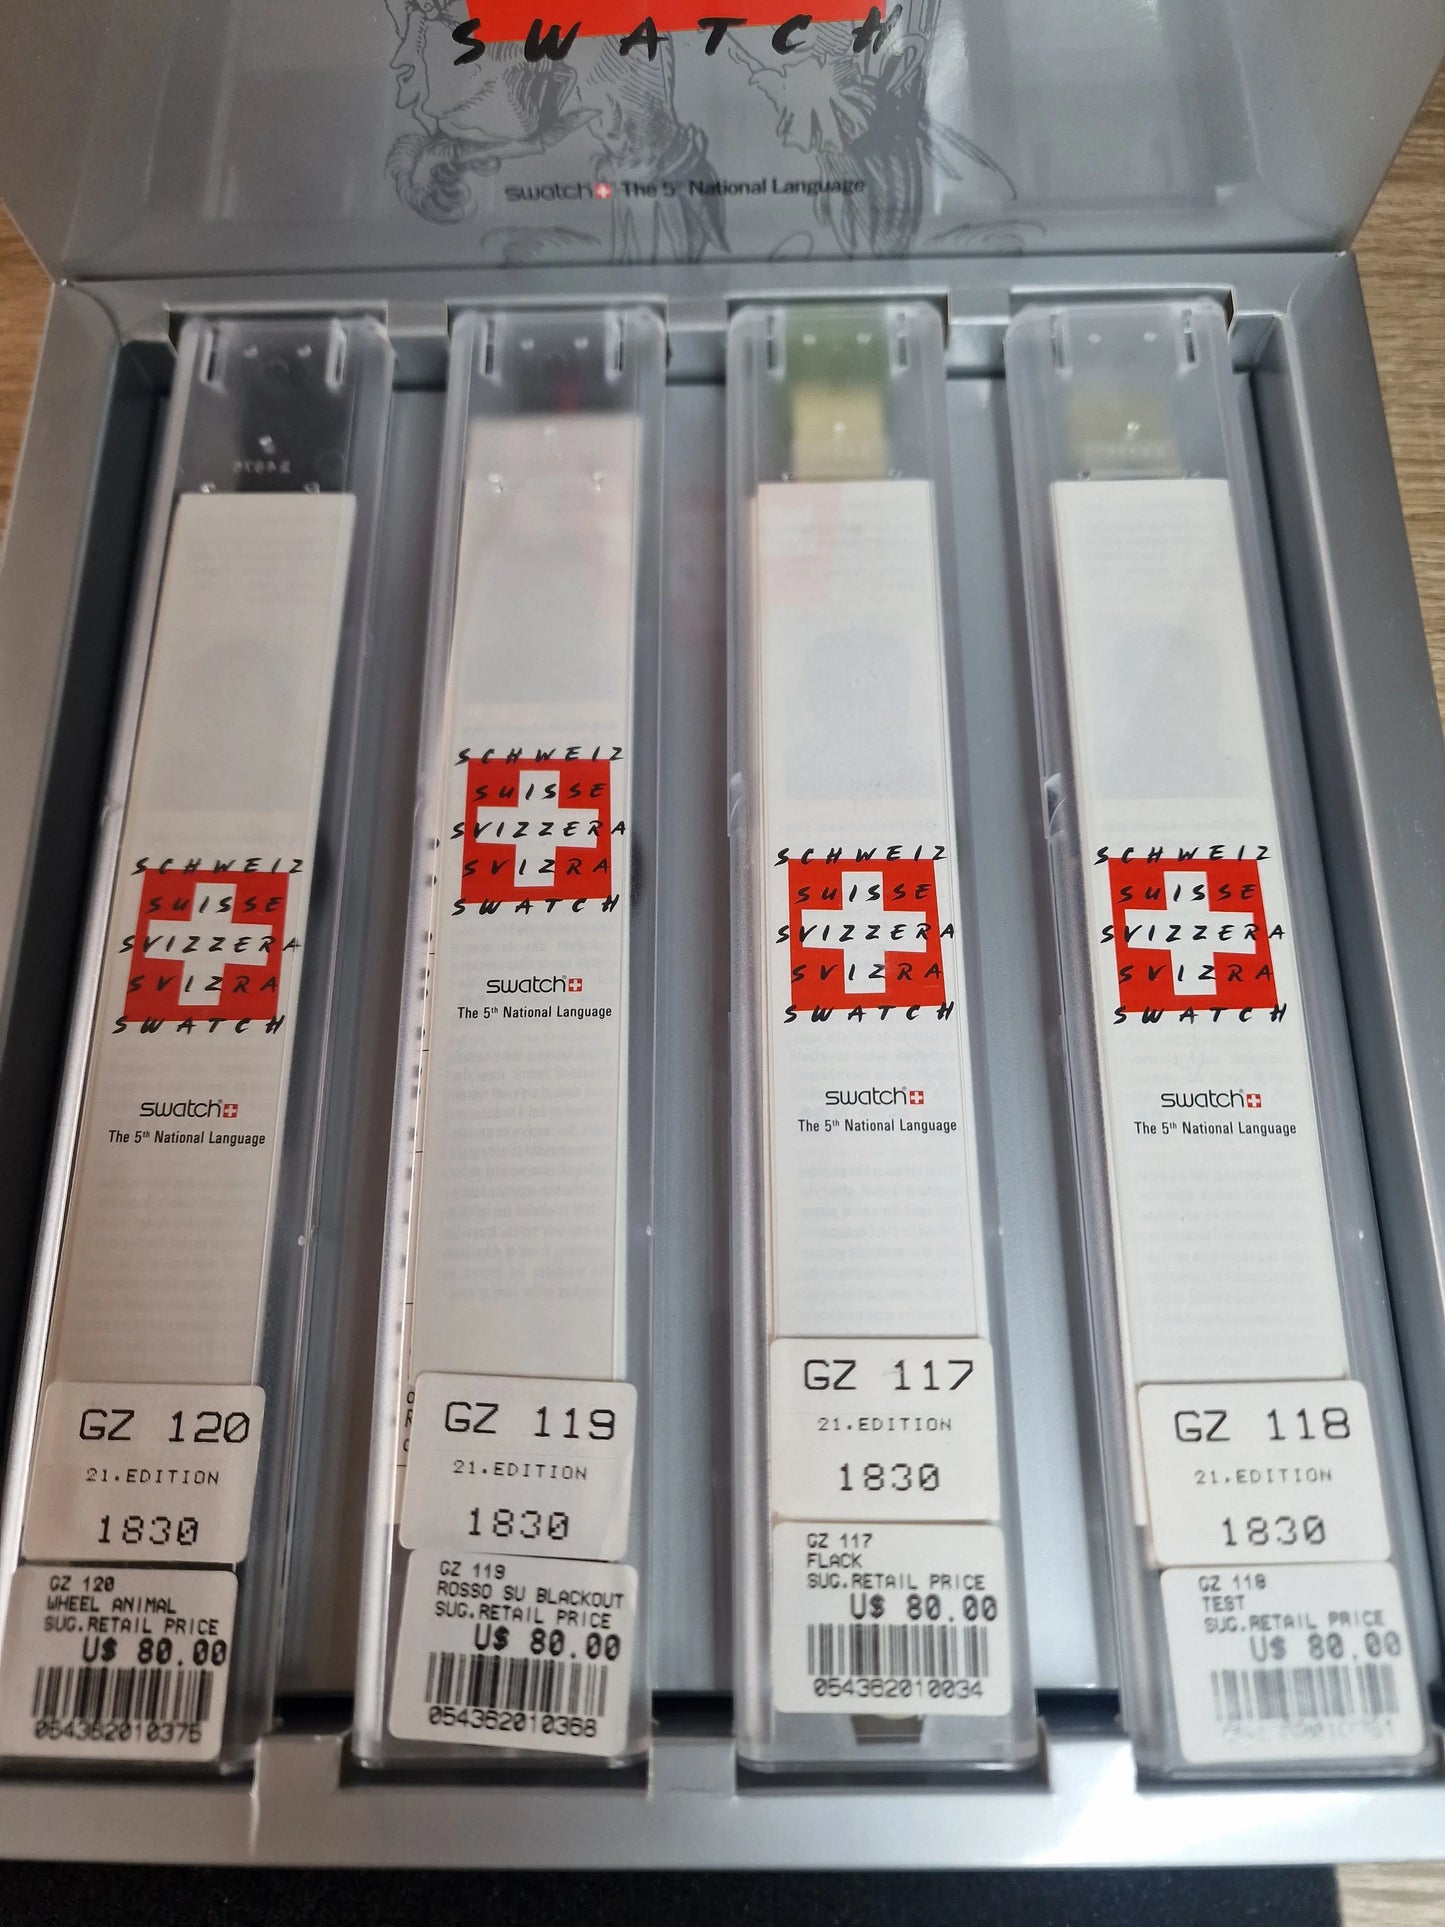 SWATCH
swatch The 5th National Language
SCHWEIZ
SUISSE
SVIZZERA
SVIZRA
SWATCH
swatch
The 5th National Language
GZ 120
21.EDITION
1830
GZ 120
WHEEL ANIMAL
SUG.RETAIL PRICE
U$ 80.00
054362010375
SCHWEIZ
SUISSE
SVIZZERA
SVIZRA
SWATCH
swatch
The 5th National Language
GZ 119
21.EDITION
1830
GZ 119
ROSSO SU BLACKOUT
SUG.RETAIL PRICE
U$ 80.00
054362010368
SCHWEIZ
SUISSE
SVIZZERA
SVIZRA
SWATCH
swatch
The 5th National Language
GZ 117
21.EDITION
1830
GZ 117
FLACK
SUG.RETAIL PRICE
U$ 80.00
054362010034
SCHWEIZ
SUISSE
SVIZZERA
SVIZRA
SWATCH
swatch
The 5th National Language
GZ 118
21.EDITION
1830
GZ 118
TEST
SUG.RETAIL PRICE
U$ 80.00